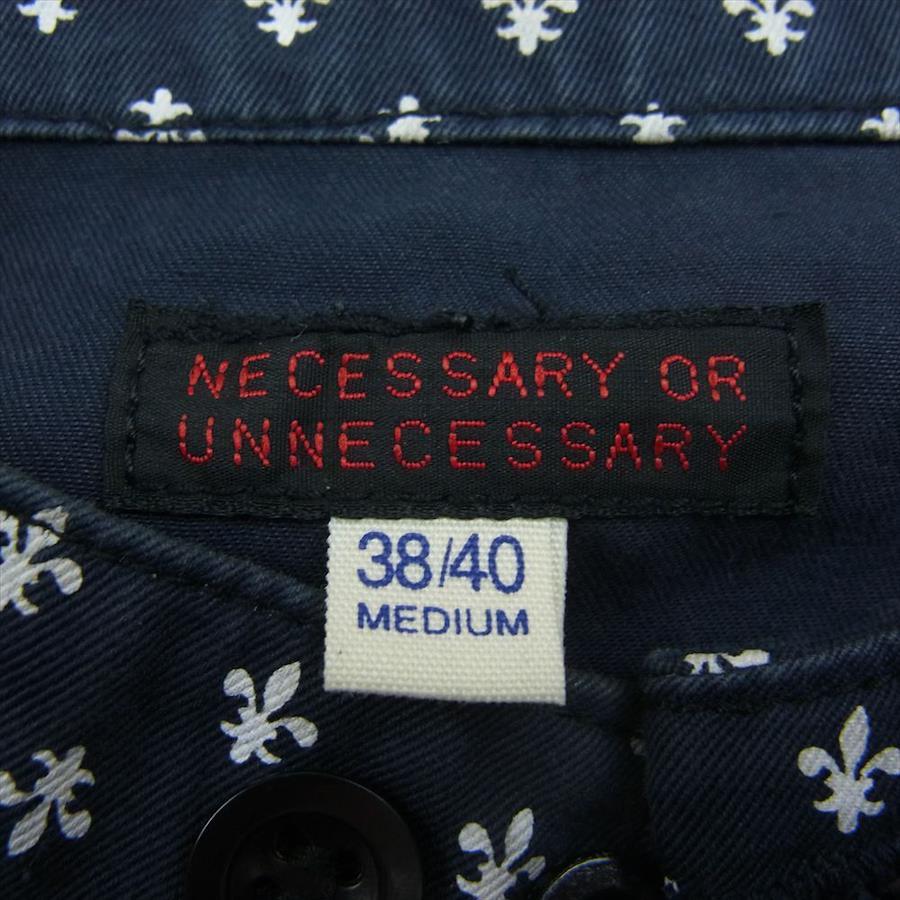 NECESSARY OR
UNNECESSARY
38/40
MEDIUM